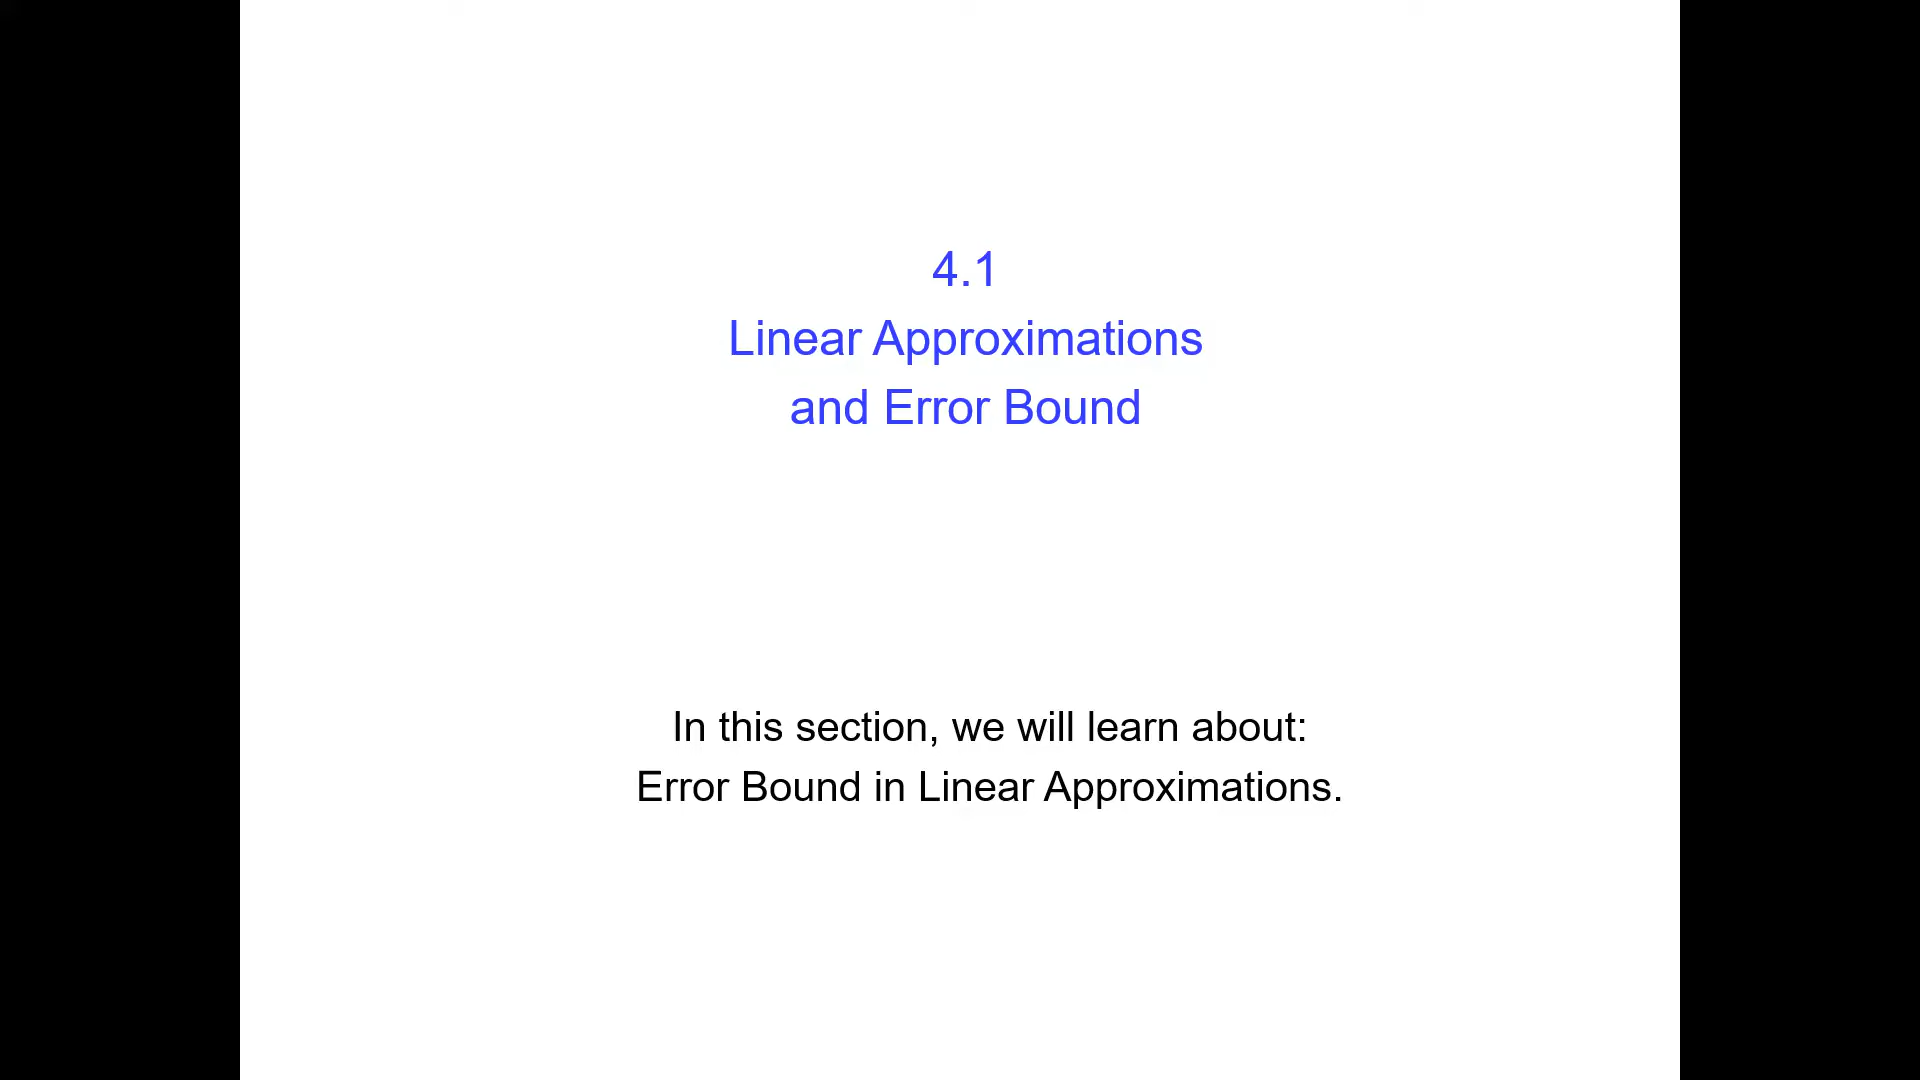 4.1
Linear Approximations
and Error Bound
In this section, we will learn about:
Error Bound in Linear Approximations.